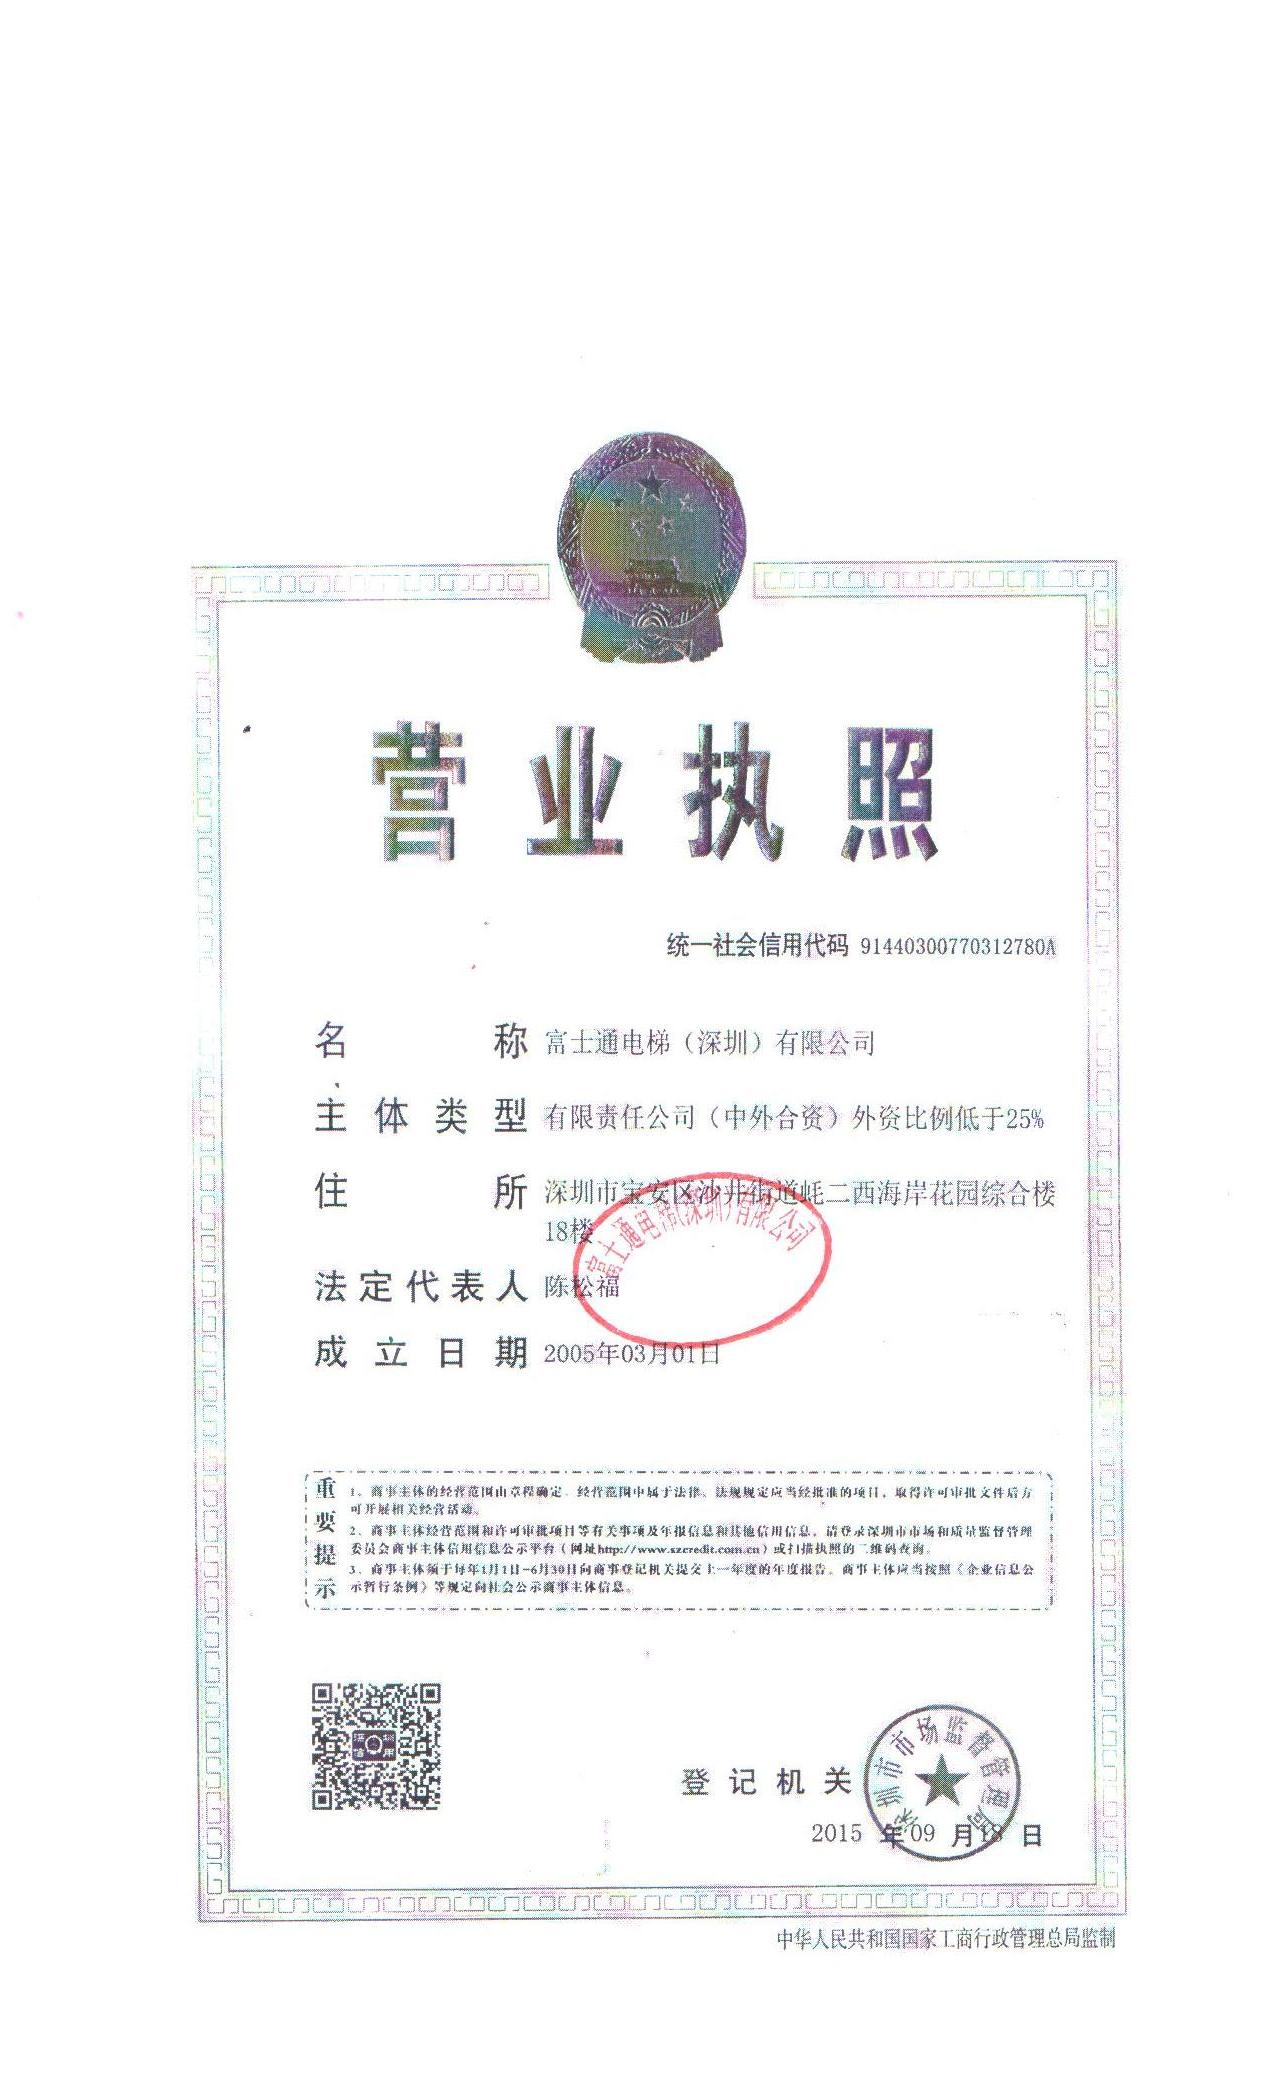 营业执照
统一社会信用代码 91440300770312780A
名称 富士通电梯（深圳）有限公司
主体类型 有限责任公司（中外合资）外资比例低于25%
住所 深圳市宝安区沙井街道蚝二西海岸花园综合楼
18楼
富士通电梯(深圳)有限公司
法定代表人 陈松福
成立日期 2005年03月01日
重要提示
1、商事主体的经营范围由章程确定。经营范围中属于法律、法规规定应当经批准的项目，取得许可审批文件后方
可开展相关经营活动。
2、商事主体经营范围和许可审批项目等有关事项及年报信息和其他信用信息，请登录深圳市市场和质量监督管理
委员会商事主体信用信息公示平台（网址http://www.szcredit.com.cn）或扫描执照的二维码查询。
3、商事主体须于每年1月1日-6月30日向商事登记机关提交上一年度的年度报告。商事主体应当按照《企业信息公
示暂行条例》等规定向社会公示商事主体信息。
深圳信用
登记机关
深圳市市场监督管理局
2015 年 09 月 18 日
中华人民共和国国家工商行政管理总局监制